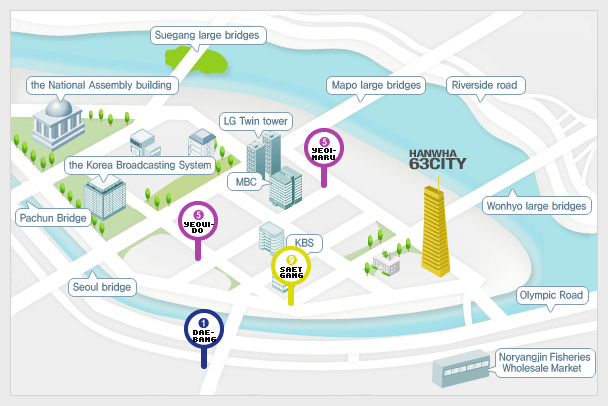 Suegang large bridges
the National Assembly building
Mapo large bridges
Riverside road
LG Twin tower
5
YEOI-
NARU
HANWHA
63CITY
the Korea Broadcasting System
MBC
Wonhyo large bridges
Pachun Bridge
5
YEOUI-
DO
KBS
9
SAET
GANG
Seoul bridge
Olympic Road
1
DAE-
BANG
Noryangjin Fisheries
Wholesale Market